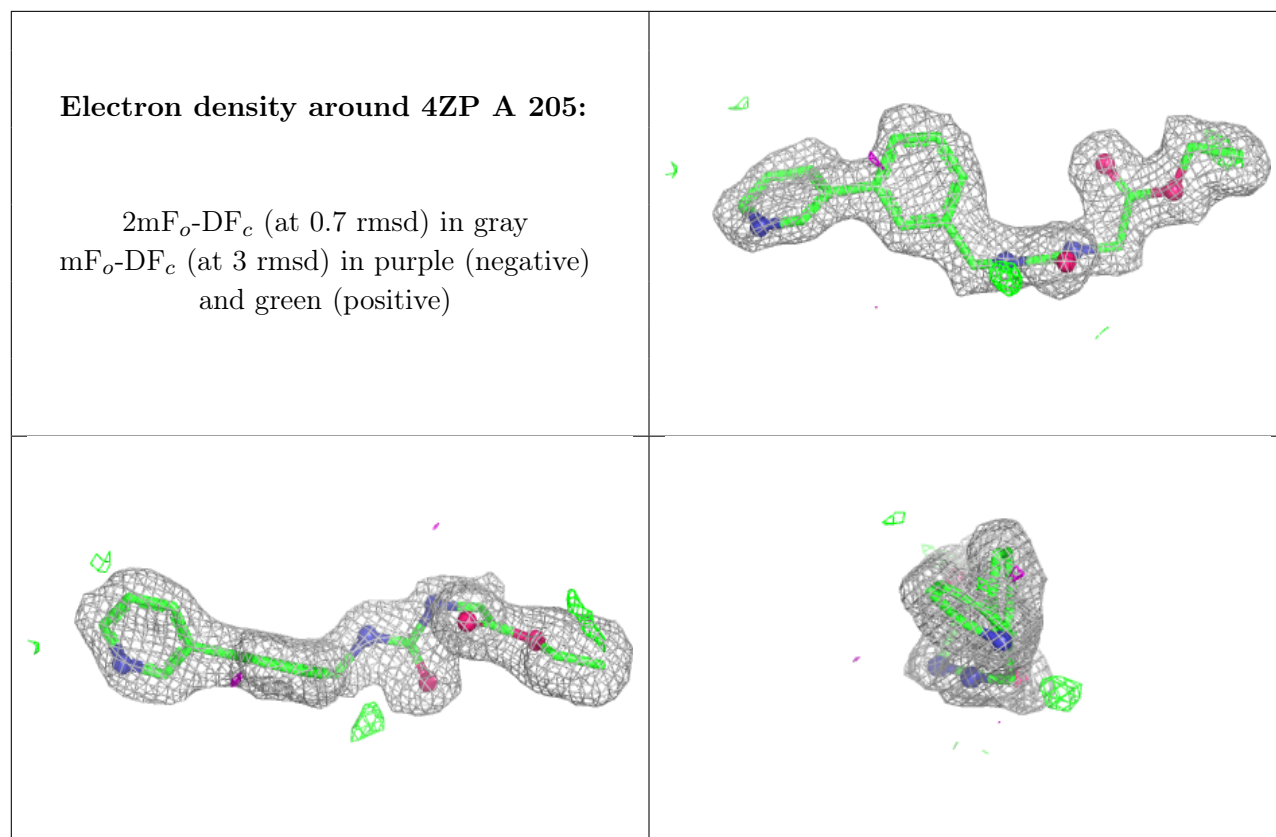 Electron density around 4ZP A 205:
2mFo-DFc (at 0.7 rmsd) in gray
mFo-DFc (at 3 rmsd) in purple (negative)
and green (positive)